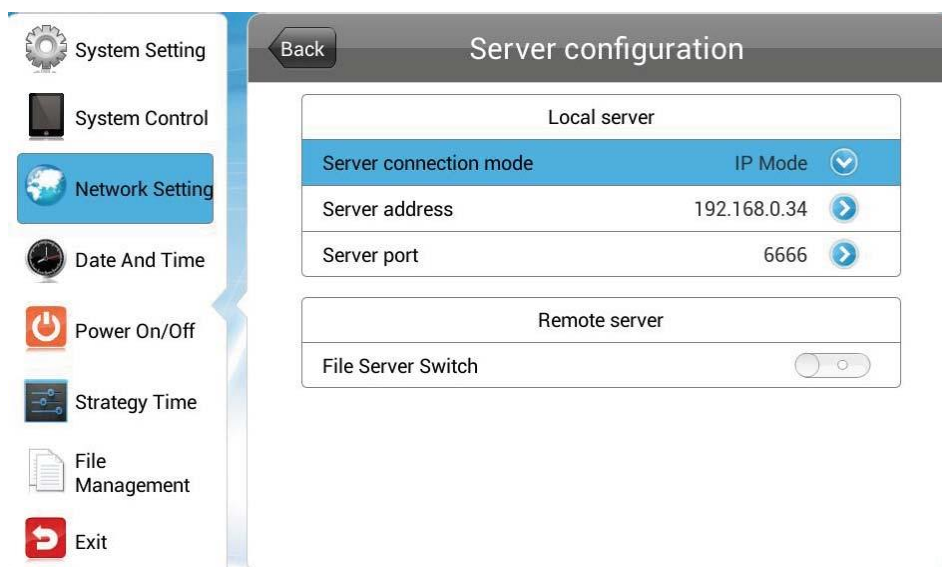 System Setting
System Control
Network Setting
Date And Time
Power On/Off
Strategy Time
File
Management
Exit
Back
Server configuration
Local server
Server connection mode IP Mode
Server address 192.168.0.34
Server port 6666
Remote server
File Server Switch